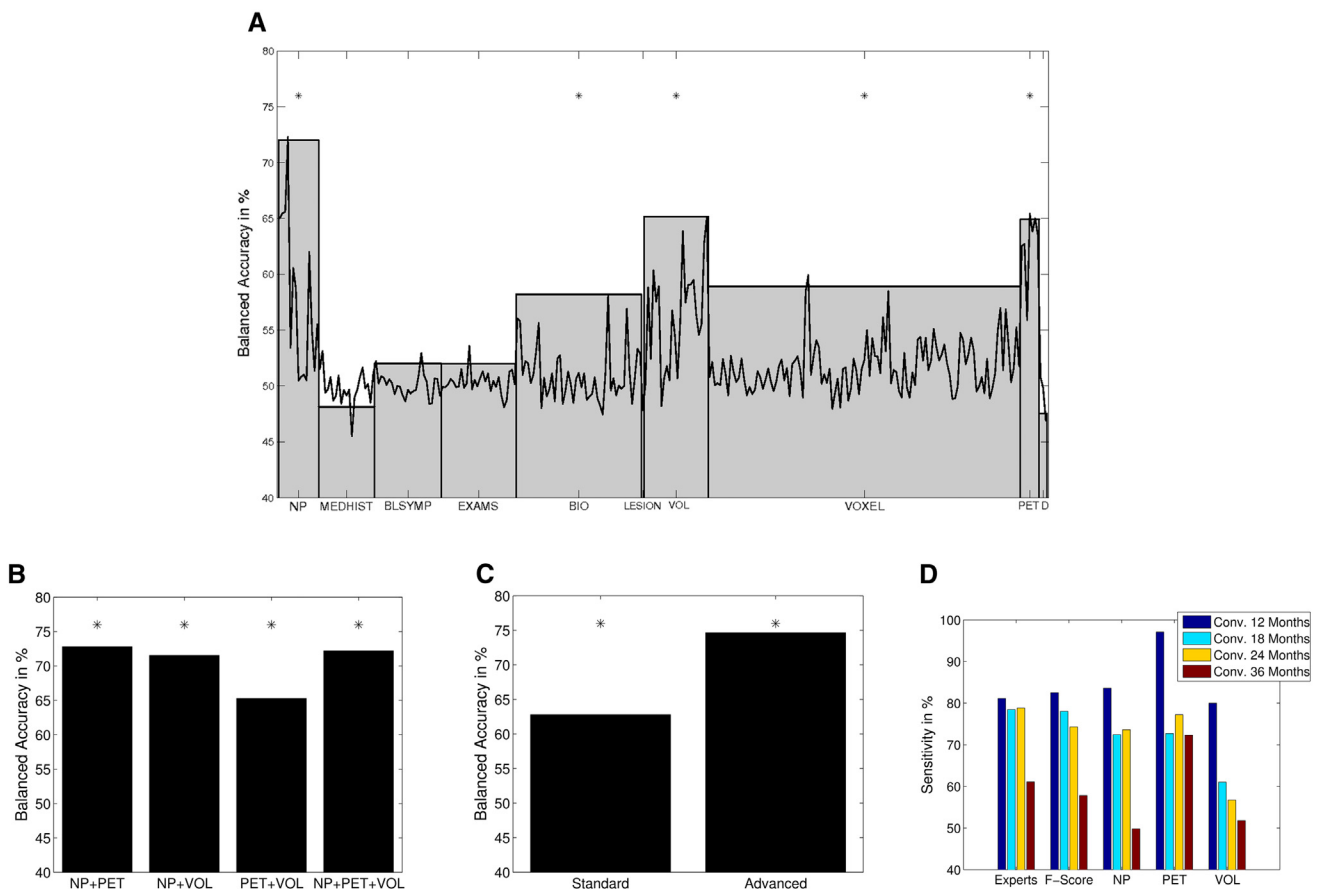 A
Balanced Accuracy in %
80
75
70
65
60
55
50
45
40
* * * * *
NP MEDHIST BLSYMP EXAMS BIO LESION VOL VOXEL PET D
B
Balanced Accuracy in %
80
75
70
65
60
55
50
45
40
* * * *
NP+PET NP+VOL PET+VOL NP+PET+VOL
C
Balanced Accuracy in %
80
75
70
65
60
55
50
45
40
* *
Standard Advanced
D
Sensitivity in %
100
90
80
70
60
50
40
Conv. 12 Months
Conv. 18 Months
Conv. 24 Months
Conv. 36 Months
Experts F−Score NP PET VOL